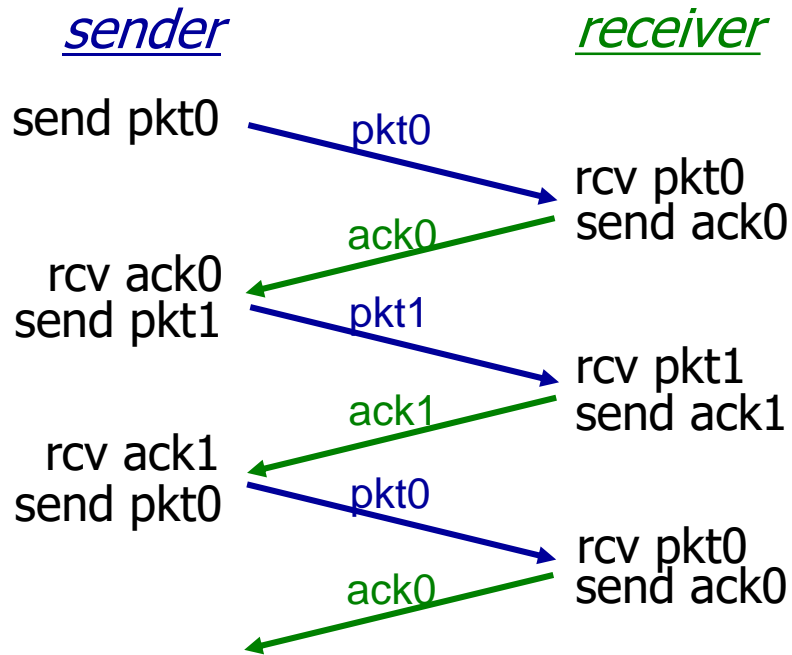 sender
receiver
send pkt0
pkt0
rcv pkt0
send ack0
ack0
rcv ack0
send pkt1
pkt1
rcv pkt1
send ack1
ack1
rcv ack1
send pkt0
pkt0
rcv pkt0
send ack0
ack0